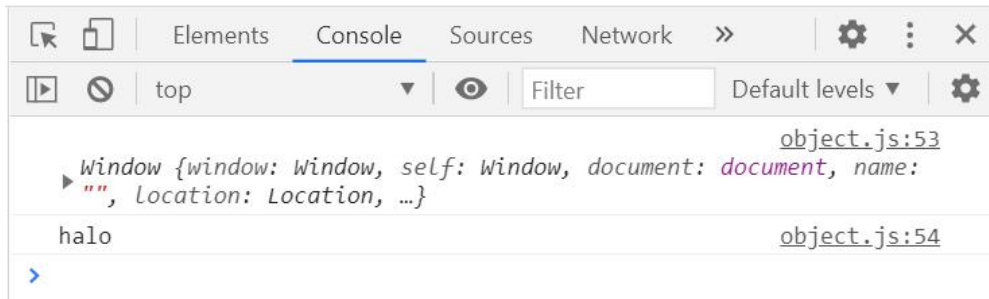 Elements Console Sources Network »
top Filter Default levels
object.js:53
Window {window: Window, self: Window, document: document, name:
"", location: Location, …}
halo object.js:54